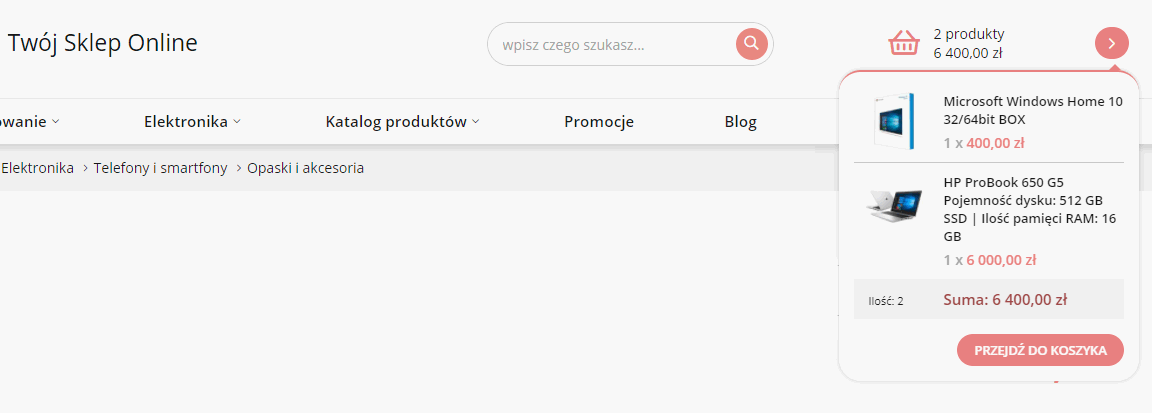 Twój Sklep Online
wpisz czego szukasz...
2 produkty
6 400,00 zł
owanie
Elektronika
Katalog produktów
Promocje
Blog
Elektronika > Telefony i smartfony > Opaski i akcesoria
Microsoft Windows Home 10
32/64bit BOX
1 x 400,00 zł
HP ProBook 650 G5
Pojemność dysku: 512 GB
SSD | Ilość pamięci RAM: 16
GB
1 x 6 000,00 zł
Ilość: 2
Suma: 6 400,00 zł
PRZEJDŹ DO KOSZYKA